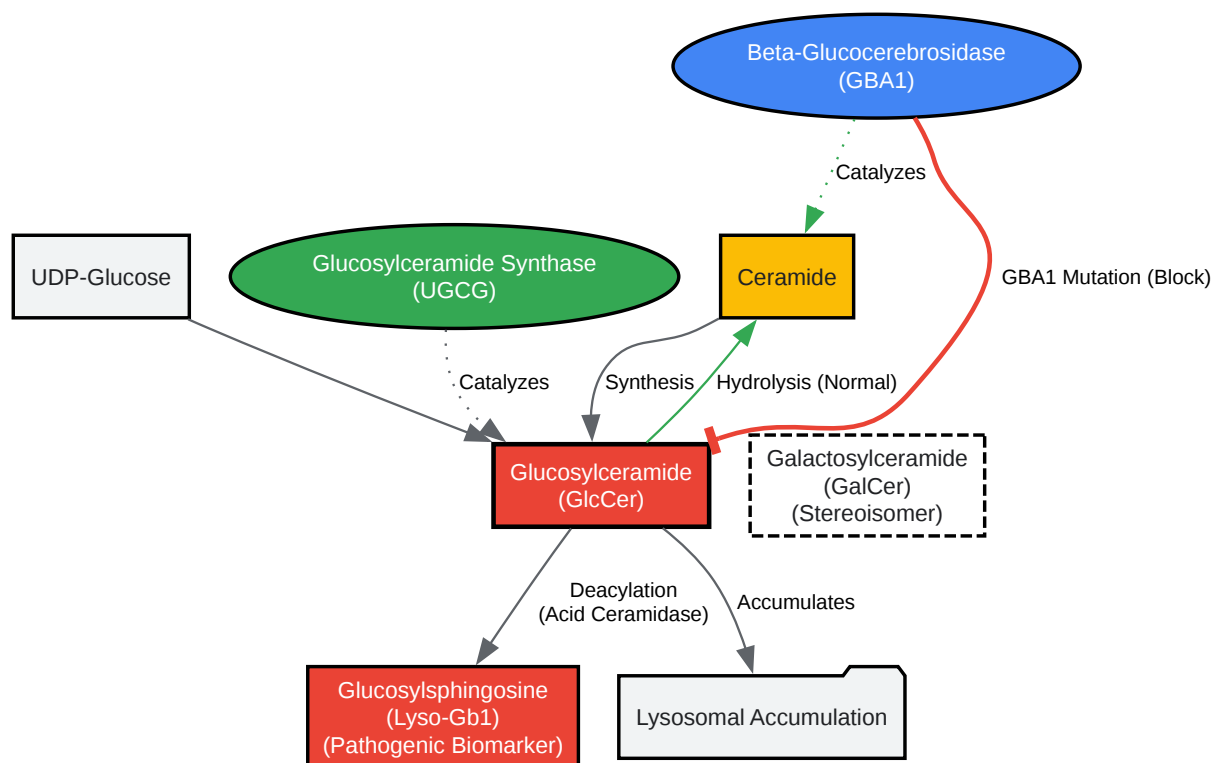 Beta-Glucocerebrosidase
(GBA1)
Catalyzes
UDP-Glucose
Glucosylceramide Synthase
(UGCG)
Ceramide
GBA1 Mutation (Block)
Catalyzes
Synthesis
Hydrolysis (Normal)
Glucosylceramide
(GlcCer)
Galactosylceramide
(GalCer)
(Stereoisomer)
Deacylation
(Acid Ceramidase)
Accumulates
Glucosylsphingosine
(Lyso-Gb1)
(Pathogenic Biomarker)
Lysosomal Accumulation